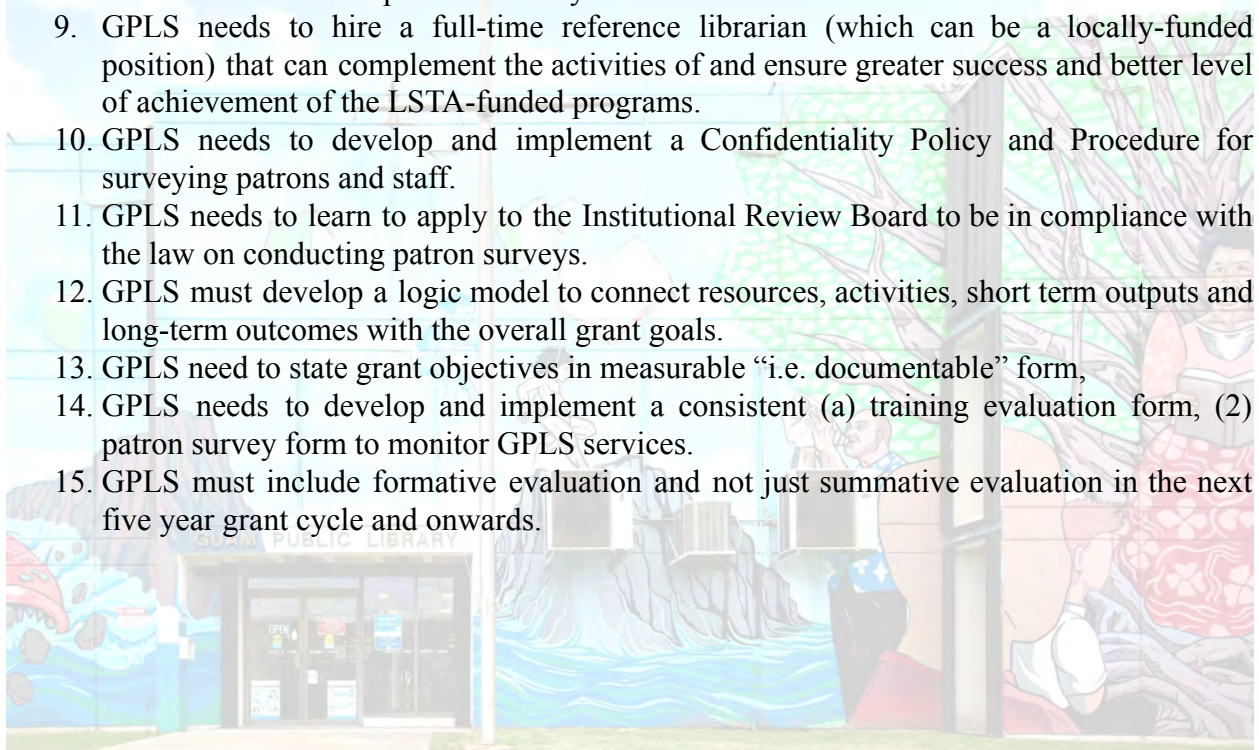 9. GPLS needs to hire a full-time reference librarian (which can be a locally-funded
position) that can complement the activities of and ensure greater success and better level
of achievement of the LSTA-funded programs.
10. GPLS needs to develop and implement a Confidentiality Policy and Procedure for
surveying patrons and staff.
11. GPLS needs to learn to apply to the Institutional Review Board to be in compliance with
the law on conducting patron surveys.
12. GPLS must develop a logic model to connect resources, activities, short term outputs and
long-term outcomes with the overall grant goals.
13. GPLS need to state grant objectives in measurable “i.e. documentable” form,
14. GPLS needs to develop and implement a consistent (a) training evaluation form, (2)
patron survey form to monitor GPLS services.
15. GPLS must include formative evaluation and not just summative evaluation in the next
five year grant cycle and onwards.
GUAM PUBLIC LIBRARY
OPEN